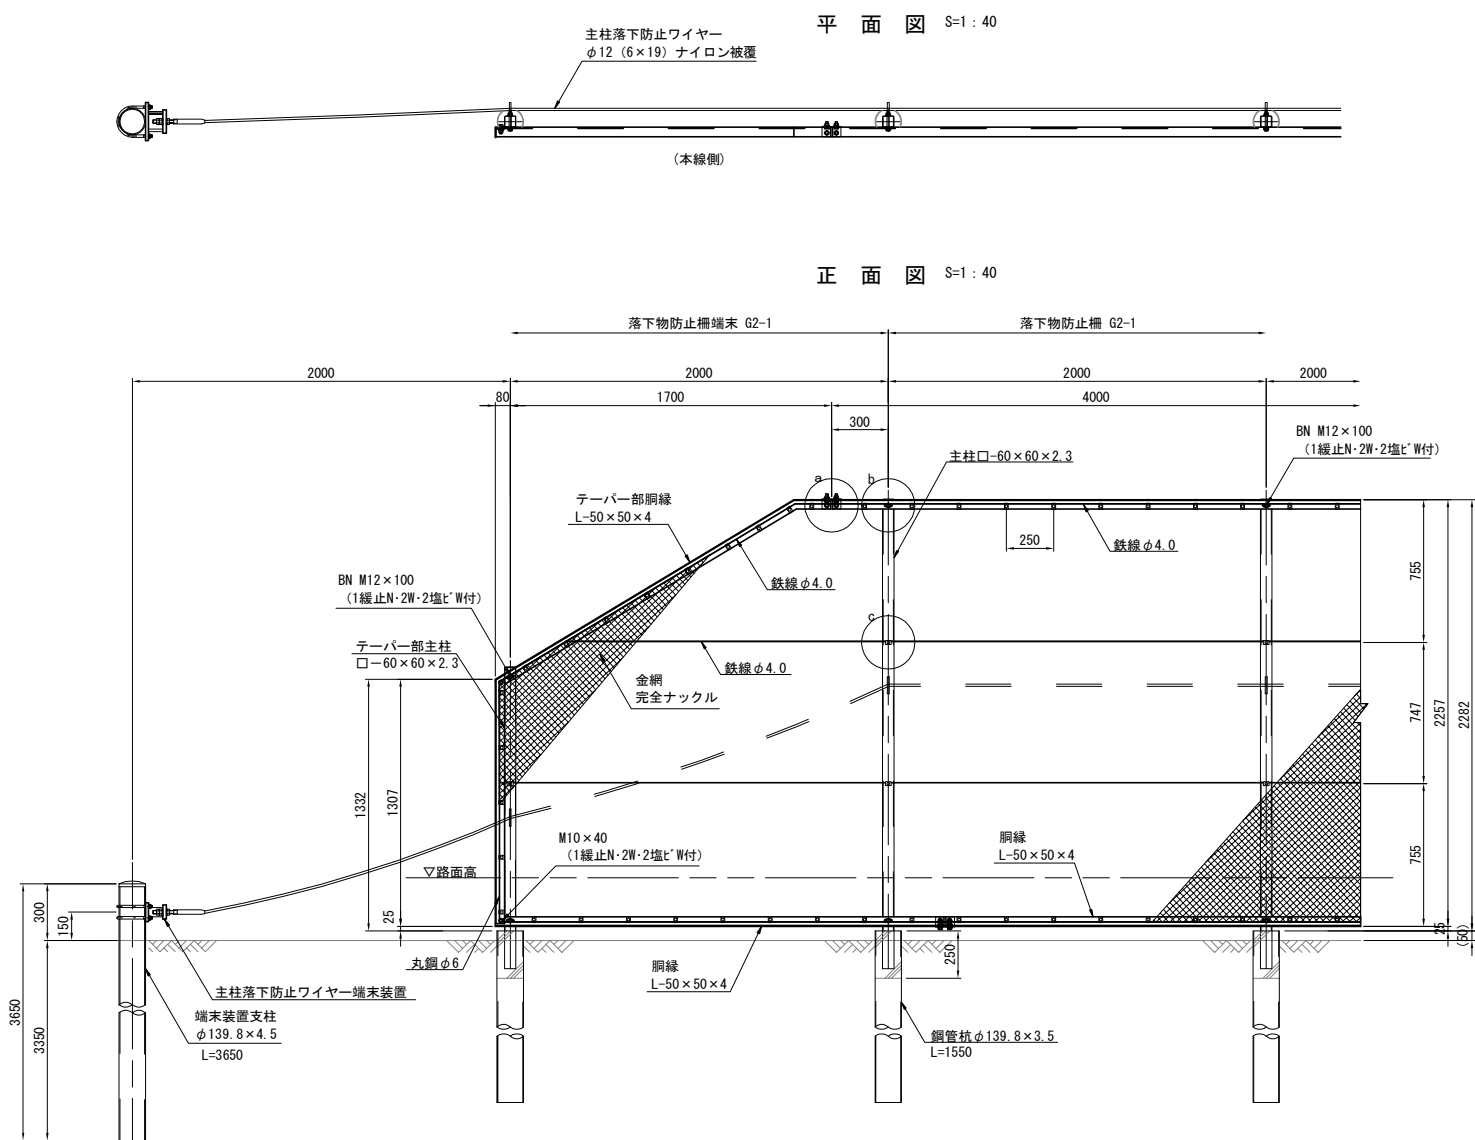 平面図 S=1：40
主柱落下防止ワイヤー
φ12（6×19）ナイロン被覆
(本線側)
正面図 S=1：40
落下物防止柵端末 G2-1
落下物防止柵 G2-1
2000
2000
2000
2000
80
1700
4000
300
BN M12×100
(1緩止N･2W･2塩ﾋﾞW付)
主柱口-60×60×2.3
a
b
テーパー部胴縁
L-50×50×4
250
鉄線φ4.0
鉄線φ4.0
BN M12×100
(1緩止N･2W･2塩ﾋﾞW付)
755
c
テーパー部主柱
口-60×60×2.3
鉄線φ4.0
金網
完全ナックル
747
2257
2282
1332
1307
M10×40
(1緩止N･2W･2塩ﾋﾞW付)
胴縁
L-50×50×4
755
▽路面高
300
150
25
25
(50)
250
丸鋼φ6
胴縁
L-50×50×4
主柱落下防止ワイヤー端末装置
端末装置支柱
φ139.8×4.5
L=3650
3650
3350
鋼管杭φ139.8×3.5
L=1550